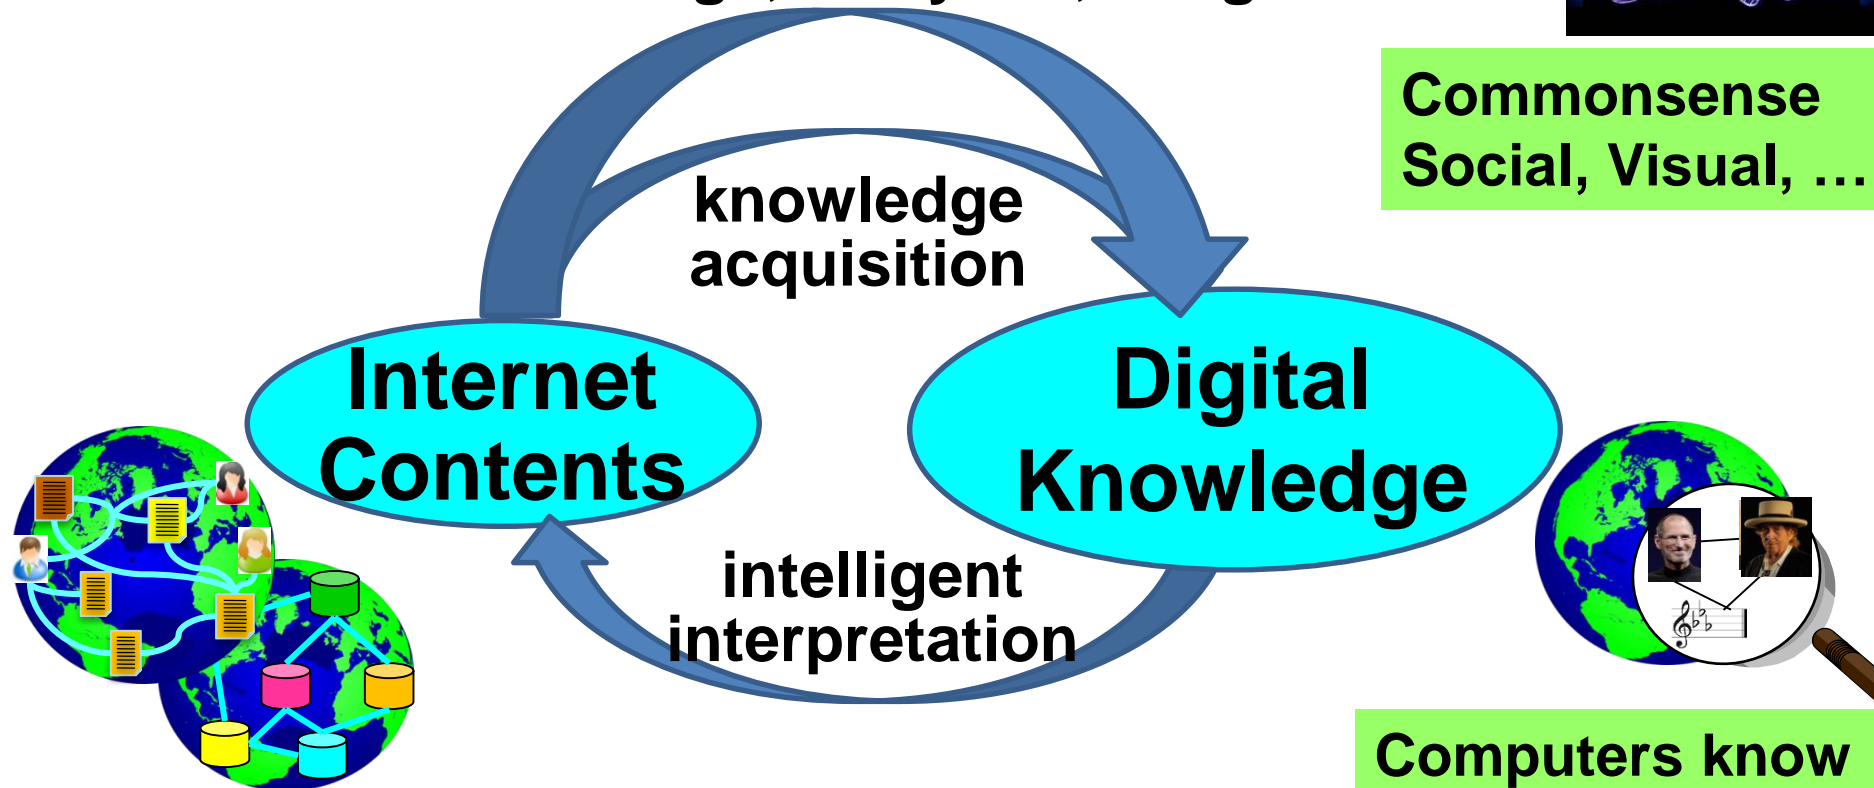 Commonsense
Social, Visual, …
knowledge
acquisition
Internet
Contents
Digital
Knowledge
intelligent
interpretation
Computers know